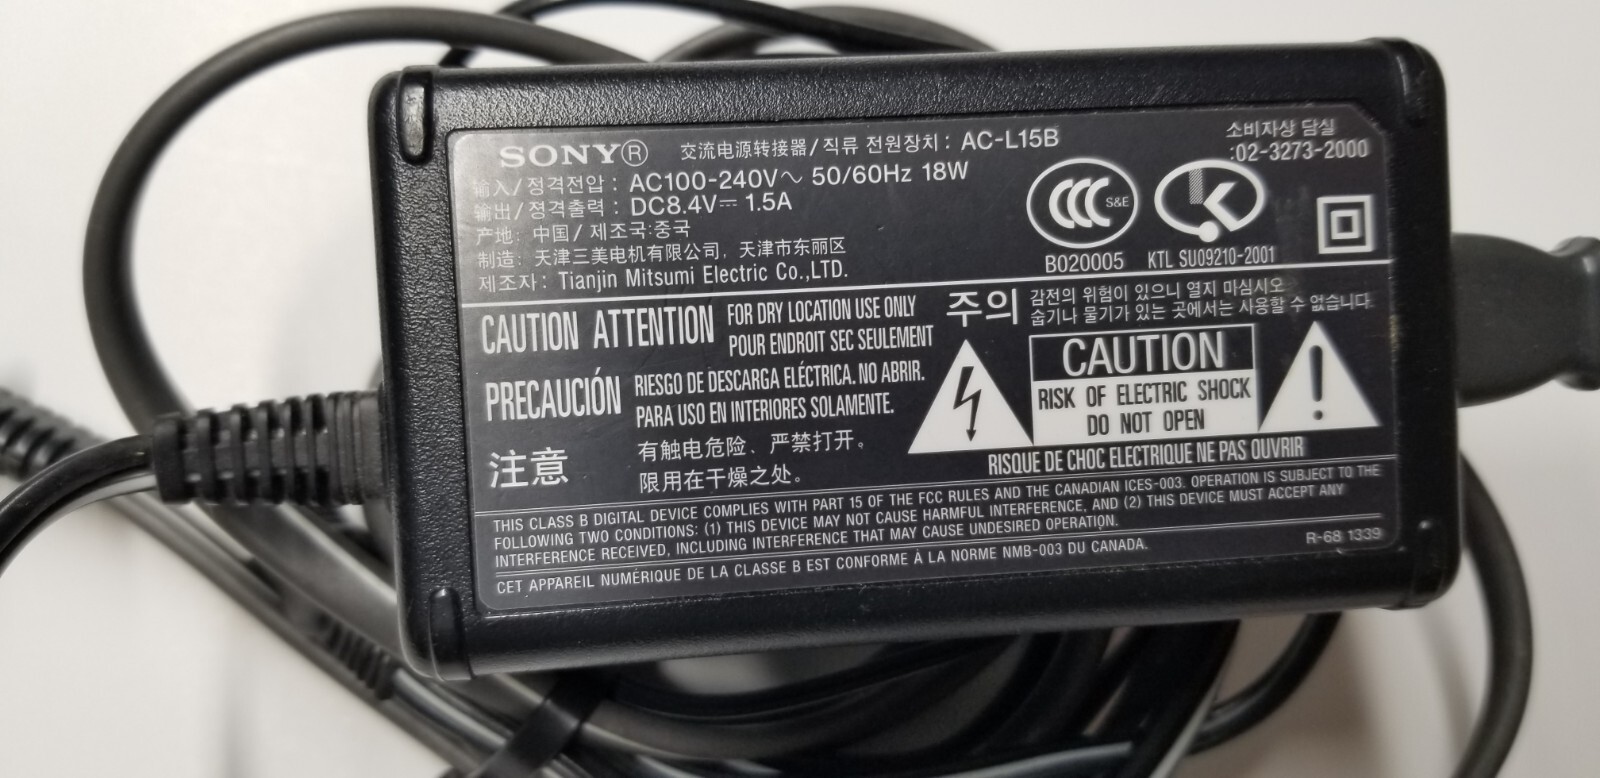 SONY® 交流电源转接器/직류 전원장치: AC-L15B
소비자상 담실
:02-3273-2000
输入/정격전압: AC100-240V~ 50/60Hz 18W
输出/졍격출력: DC8.4V⎓ 1.5A
产地: 中国/제조국:중국
制造: 天津三美电机有限公司, 天津市东丽区
제조자: Tianjin Mitsumi Electric Co.,LTD.
S&E
B020005
KTL SU09210-2001
CAUTION ATTENTION
FOR DRY LOCATION USE ONLY
POUR ENDROIT SEC SEULEMENT
주의
감전의 위험이 있으니 열지 마십시오
습기나 물기가 있는 곳에서는 사용할 수 없습니다
PRECAUCIÓN
RIESGO DE DESCARGA ELÉCTRICA. NO ABRIR.
PARA USO EN INTERIORES SOLAMENTE.
CAUTION
RISK OF ELECTRIC SHOCK
DO NOT OPEN
注意
有触电危险、严禁打开。
限用在干燥之处。
RISQUE DE CHOC ELECTRIQUE NE PAS OUVRIR
THIS CLASS B DIGITAL DEVICE COMPLIES WITH PART 15 OF THE FCC RULES AND THE CANADIAN ICES-003. OPERATION IS SUBJECT TO THE
FOLLOWING TWO CONDITIONS: (1) THIS DEVICE MAY NOT CAUSE HARMFUL INTERFERENCE, AND (2) THIS DEVICE MUST ACCEPT ANY
INTERFERENCE RECEIVED, INCLUDING INTERFERENCE THAT MAY CAUSE UNDESIRED OPERATION.
CET APPAREIL NUMÉRIQUE DE LA CLASSE B EST CONFORME À LA NORME NMB-003 DU CANADA.
R-68 1339